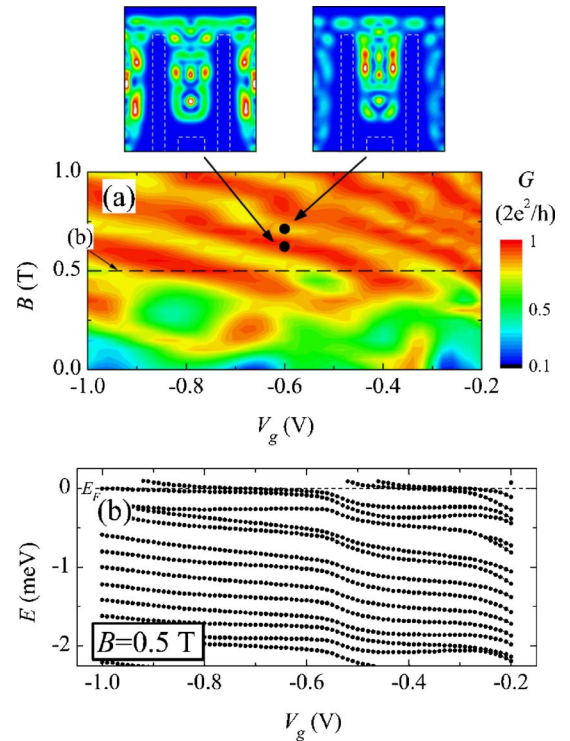 (a)
G
(2e²/h)
1
0.5
0.1
(b)
1.0
0.5
0.0
B (T)
-1.0 -0.8 -0.6 -0.4 -0.2
V_g (V)
E_F
(b)
0
-1
-2
E (meV)
B=0.5 T
-1.0 -0.8 -0.6 -0.4 -0.2
V_g (V)